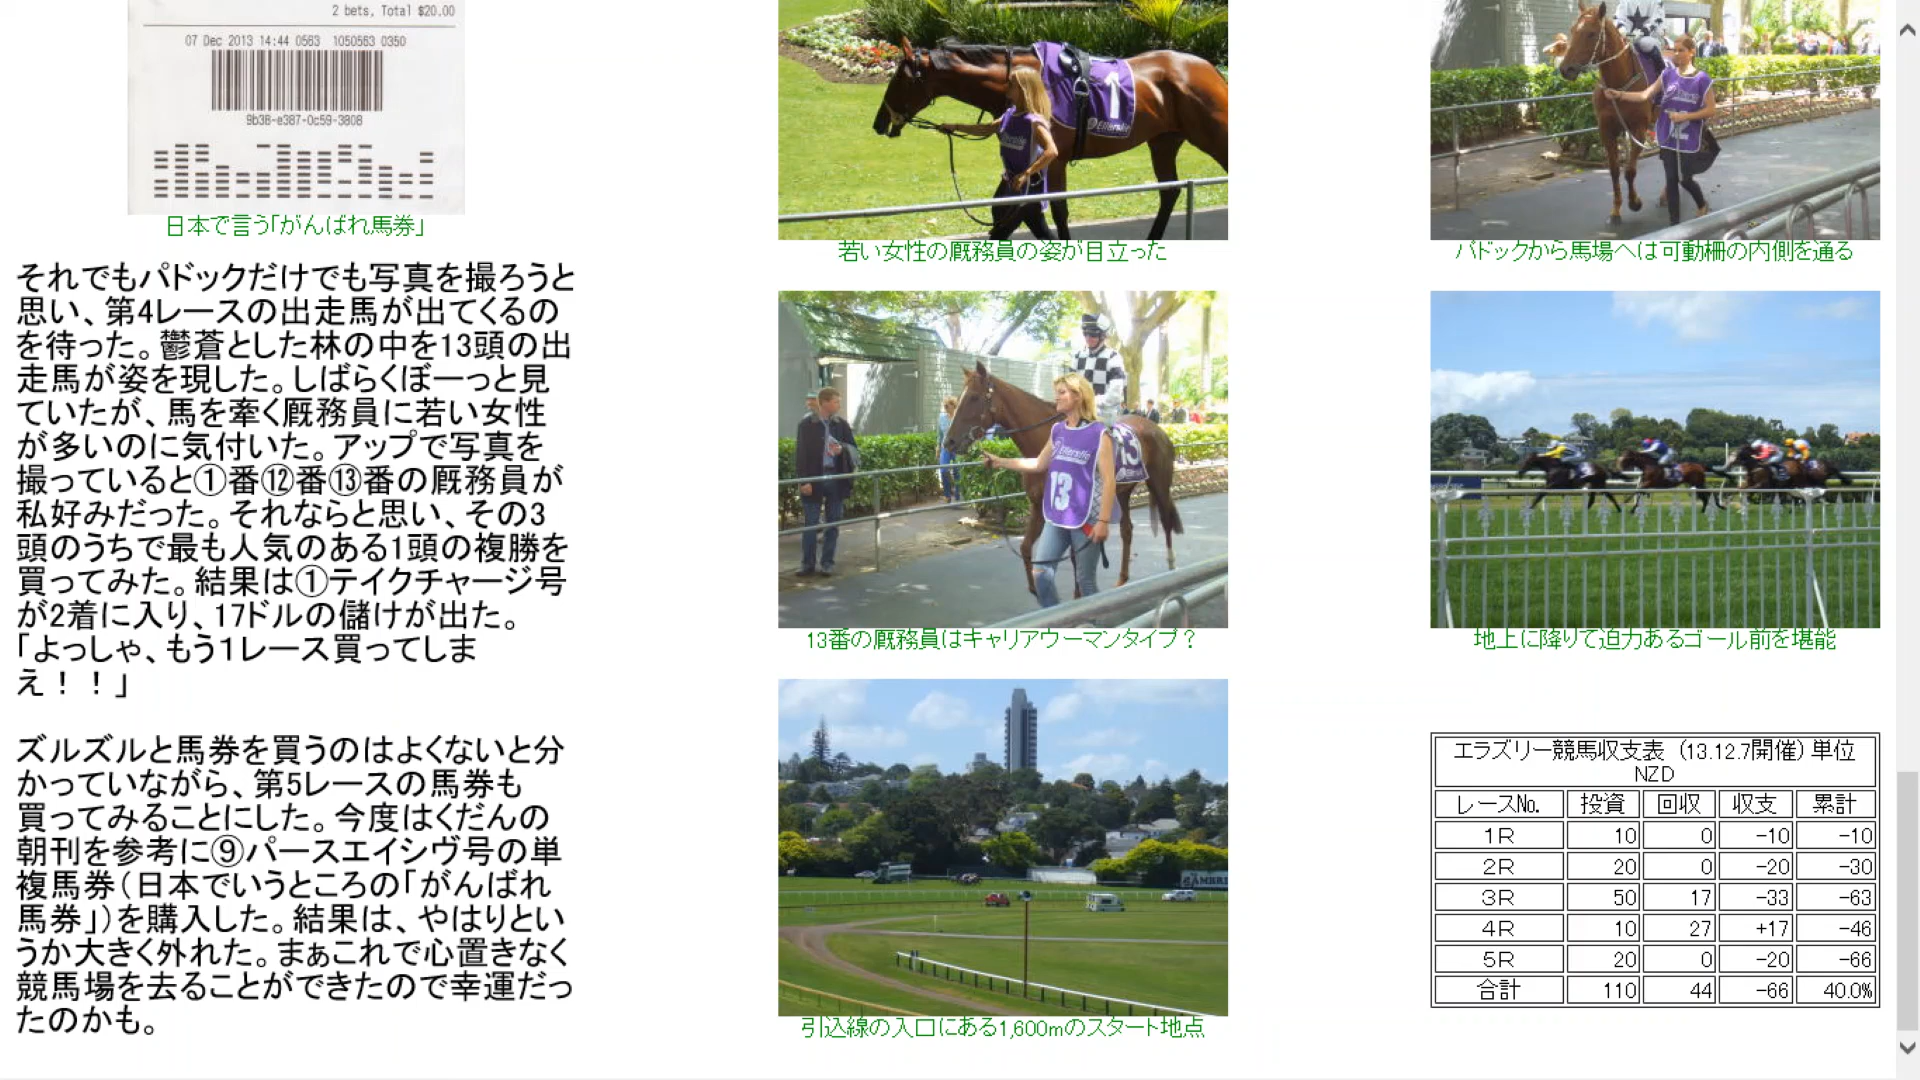 2 bets, Total $20.00
07 Dec 2013 14:44 0563 1050563 0350
9b38-e387-0c59-3808
日本で言う「がんばれ馬券」
それでもパドックだけでも写真を撮ろうと
思い、第4レースの出走馬が出てくるの
を待った。鬱蒼とした林の中を13頭の出
走馬が姿を現した。しばらくぼーっと見
ていたが、馬を牽く厩務員に若い女性
が多いのに気付いた。アップで写真を
撮っていると①番⑫番⑬番の厩務員が
私好みだった。それならと思い、その3
頭のうちで最も人気のある1頭の複勝を
買ってみた。結果は①テイクチャージ号
が2着に入り、17ドルの儲けが出た。
「よっしゃ、もう1レース買ってしま
え！！」
ズルズルと馬券を買うのはよくないと分
かっていながら、第5レースの馬券も
買ってみることにした。今度はくだんの
朝刊を参考に⑨パースエイシヴ号の単
複馬券（日本でいうところの「がんばれ
馬券」）を購入した。結果は、やはりとい
うか大きく外れた。まぁこれで心置きなく
競馬場を去ることができたので幸運だっ
たのかも。
1
Ellerslie
若い女性の厩務員の姿が目立った
13
Ellerslie
13
13番の厩務員はキャリアウーマンタイプ？
引込線の入口にある1,600mのスタート地点
12
パドックから馬場へは可動柵の内側を通る
地上に降りて迫力あるゴール前を堪能
エラズリー競馬収支表（13.12.7開催）単位
NZD
レースNo. 投資 回収 収支 累計
1R 10 0 -10 -10
2R 20 0 -20 -30
3R 50 17 -33 -63
4R 10 27 +17 -46
5R 20 0 -20 -66
合計 110 44 -66 40.0%